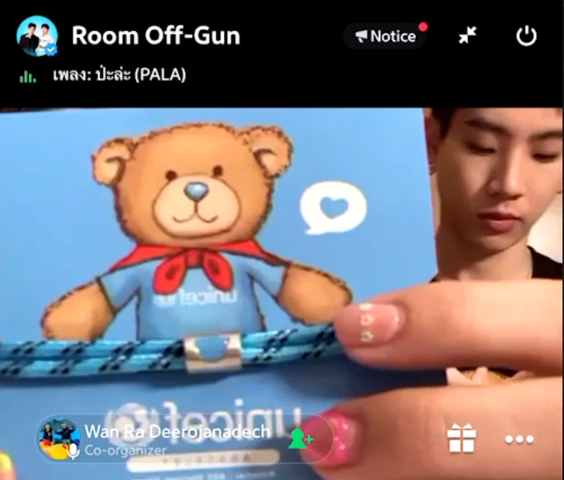 Room Off-Gun
Notice
เพลง: ป่ะล่ะ (PALA)
unicef
unicef
Wan Ra Deerojanadech
Co-organizer